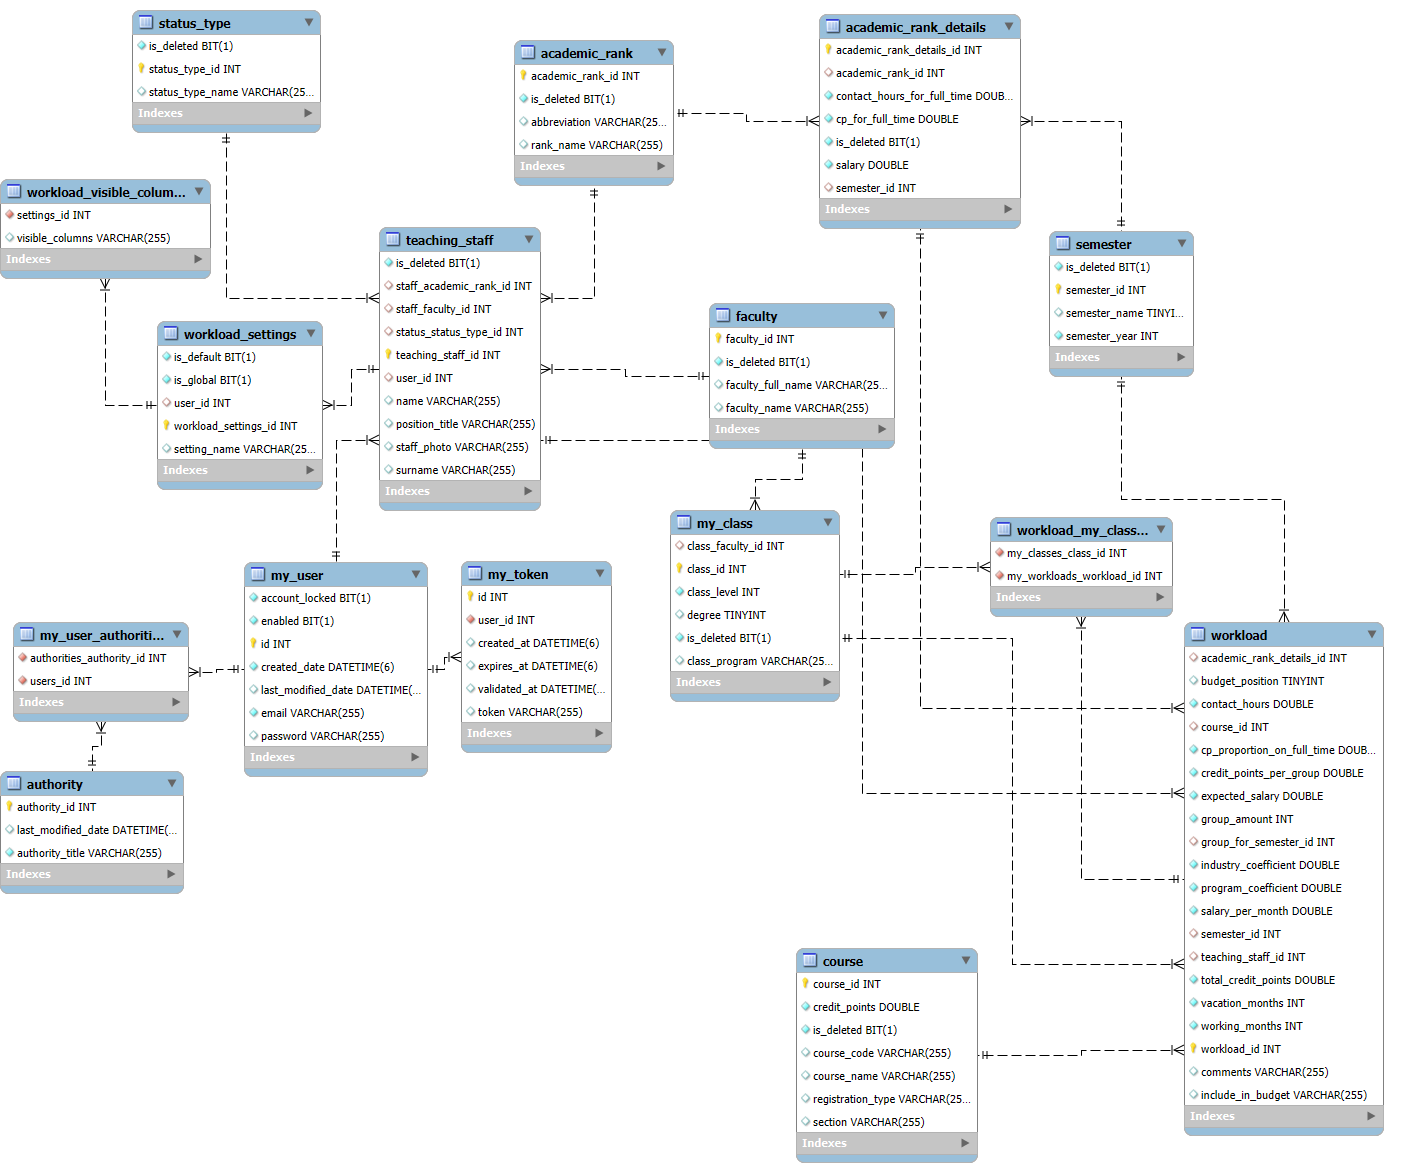 status_type
is_deleted BIT(1)
status_type_id INT
status_type_name VARCHAR(25...
Indexes
academic_rank
academic_rank_id INT
is_deleted BIT(1)
abbreviation VARCHAR(25...
rank_name VARCHAR(255)
Indexes
academic_rank_details
academic_rank_details_id INT
academic_rank_id INT
contact_hours_for_full_time DOUB...
cp_for_full_time DOUBLE
is_deleted BIT(1)
salary DOUBLE
semester_id INT
Indexes
workload_visible_colum...
settings_id INT
visible_columns VARCHAR(255)
Indexes
teaching_staff
is_deleted BIT(1)
staff_academic_rank_id INT
staff_faculty_id INT
status_status_type_id INT
teaching_staff_id INT
user_id INT
name VARCHAR(255)
position_title VARCHAR(255)
staff_photo VARCHAR(255)
surname VARCHAR(255)
Indexes
semester
is_deleted BIT(1)
semester_id INT
semester_name TINYI...
semester_year INT
Indexes
workload_settings
is_default BIT(1)
is_global BIT(1)
user_id INT
workload_settings_id INT
setting_name VARCHAR(25...
Indexes
faculty
faculty_id INT
is_deleted BIT(1)
faculty_full_name VARCHAR(25...
faculty_name VARCHAR(255)
Indexes
my_class
class_faculty_id INT
class_id INT
class_level INT
degree TINYINT
is_deleted BIT(1)
class_program VARCHAR(25...
Indexes
workload_my_class...
my_classes_class_id INT
my_workloads_workload_id INT
Indexes
my_user
account_locked BIT(1)
enabled BIT(1)
id INT
created_date DATETIME(6)
last_modified_date DATETIME(...
email VARCHAR(255)
password VARCHAR(255)
Indexes
my_token
id INT
user_id INT
created_at DATETIME(6)
expires_at DATETIME(6)
validated_at DATETIME(...
token VARCHAR(255)
Indexes
my_user_authoriti...
authorities_authority_id INT
users_id INT
Indexes
authority
authority_id INT
last_modified_date DATETIME(...
authority_title VARCHAR(255)
Indexes
workload
academic_rank_details_id INT
budget_position TINYINT
contact_hours DOUBLE
course_id INT
cp_proportion_on_full_time DOUB...
credit_points_per_group DOUBLE
expected_salary DOUBLE
group_amount INT
group_for_semester_id INT
industry_coefficient DOUBLE
program_coefficient DOUBLE
salary_per_month DOUBLE
semester_id INT
teaching_staff_id INT
total_credit_points DOUBLE
vacation_months INT
working_months INT
workload_id INT
comments VARCHAR(255)
include_in_budget VARCHAR(255)
Indexes
course
course_id INT
credit_points DOUBLE
is_deleted BIT(1)
course_code VARCHAR(255)
course_name VARCHAR(255)
registration_type VARCHAR(25...
section VARCHAR(255)
Indexes